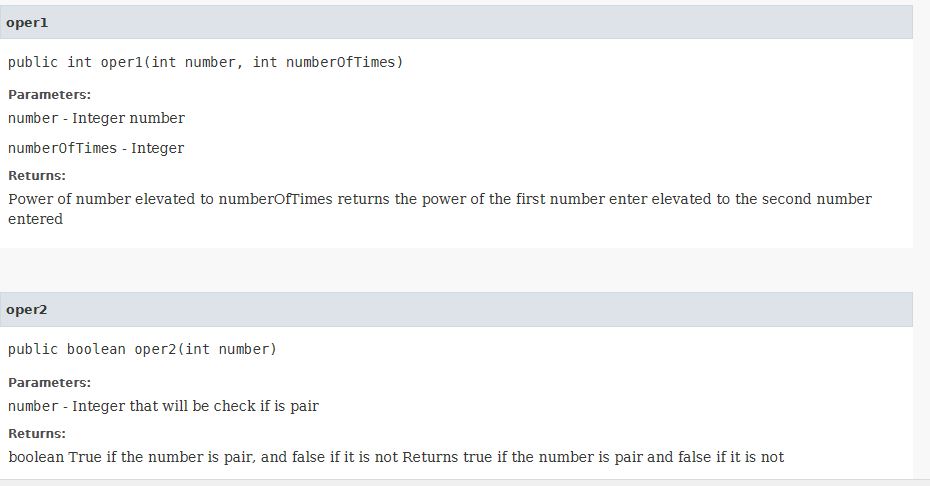 oper1
public int oper1(int number, int numberOfTimes)
Parameters:
number - Integer number
numberOfTimes - Integer
Returns:
Power of number elevated to numberOfTimes returns the power of the first number enter elevated to the second number
entered
oper2
public boolean oper2(int number)
Parameters:
number - Integer that will be check if is pair
Returns:
boolean True if the number is pair, and false if it is not Returns true if the number is pair and false if it is not